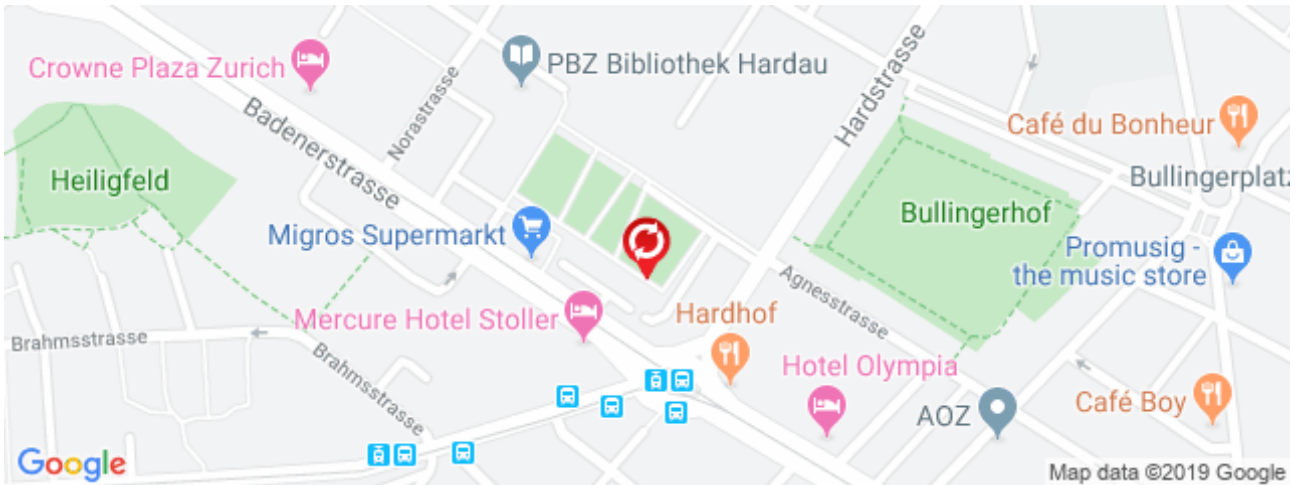 Crowne Plaza Zurich
PBZ Bibliothek Hardau
Hardstrasse
Norastrasse
Badenerstrasse
Café du Bonheur
Heiligfeld
Bullingerplatz
Bullingerhof
Migros Supermarkt
Promusig -
the music store
Agnesstrasse
Mercure Hotel Stoller
Hardhof
Brahmsstrasse
Brahmsstrasse
Hotel Olympia
Café Boy
AOZ
Google
Map data ©2019 Google